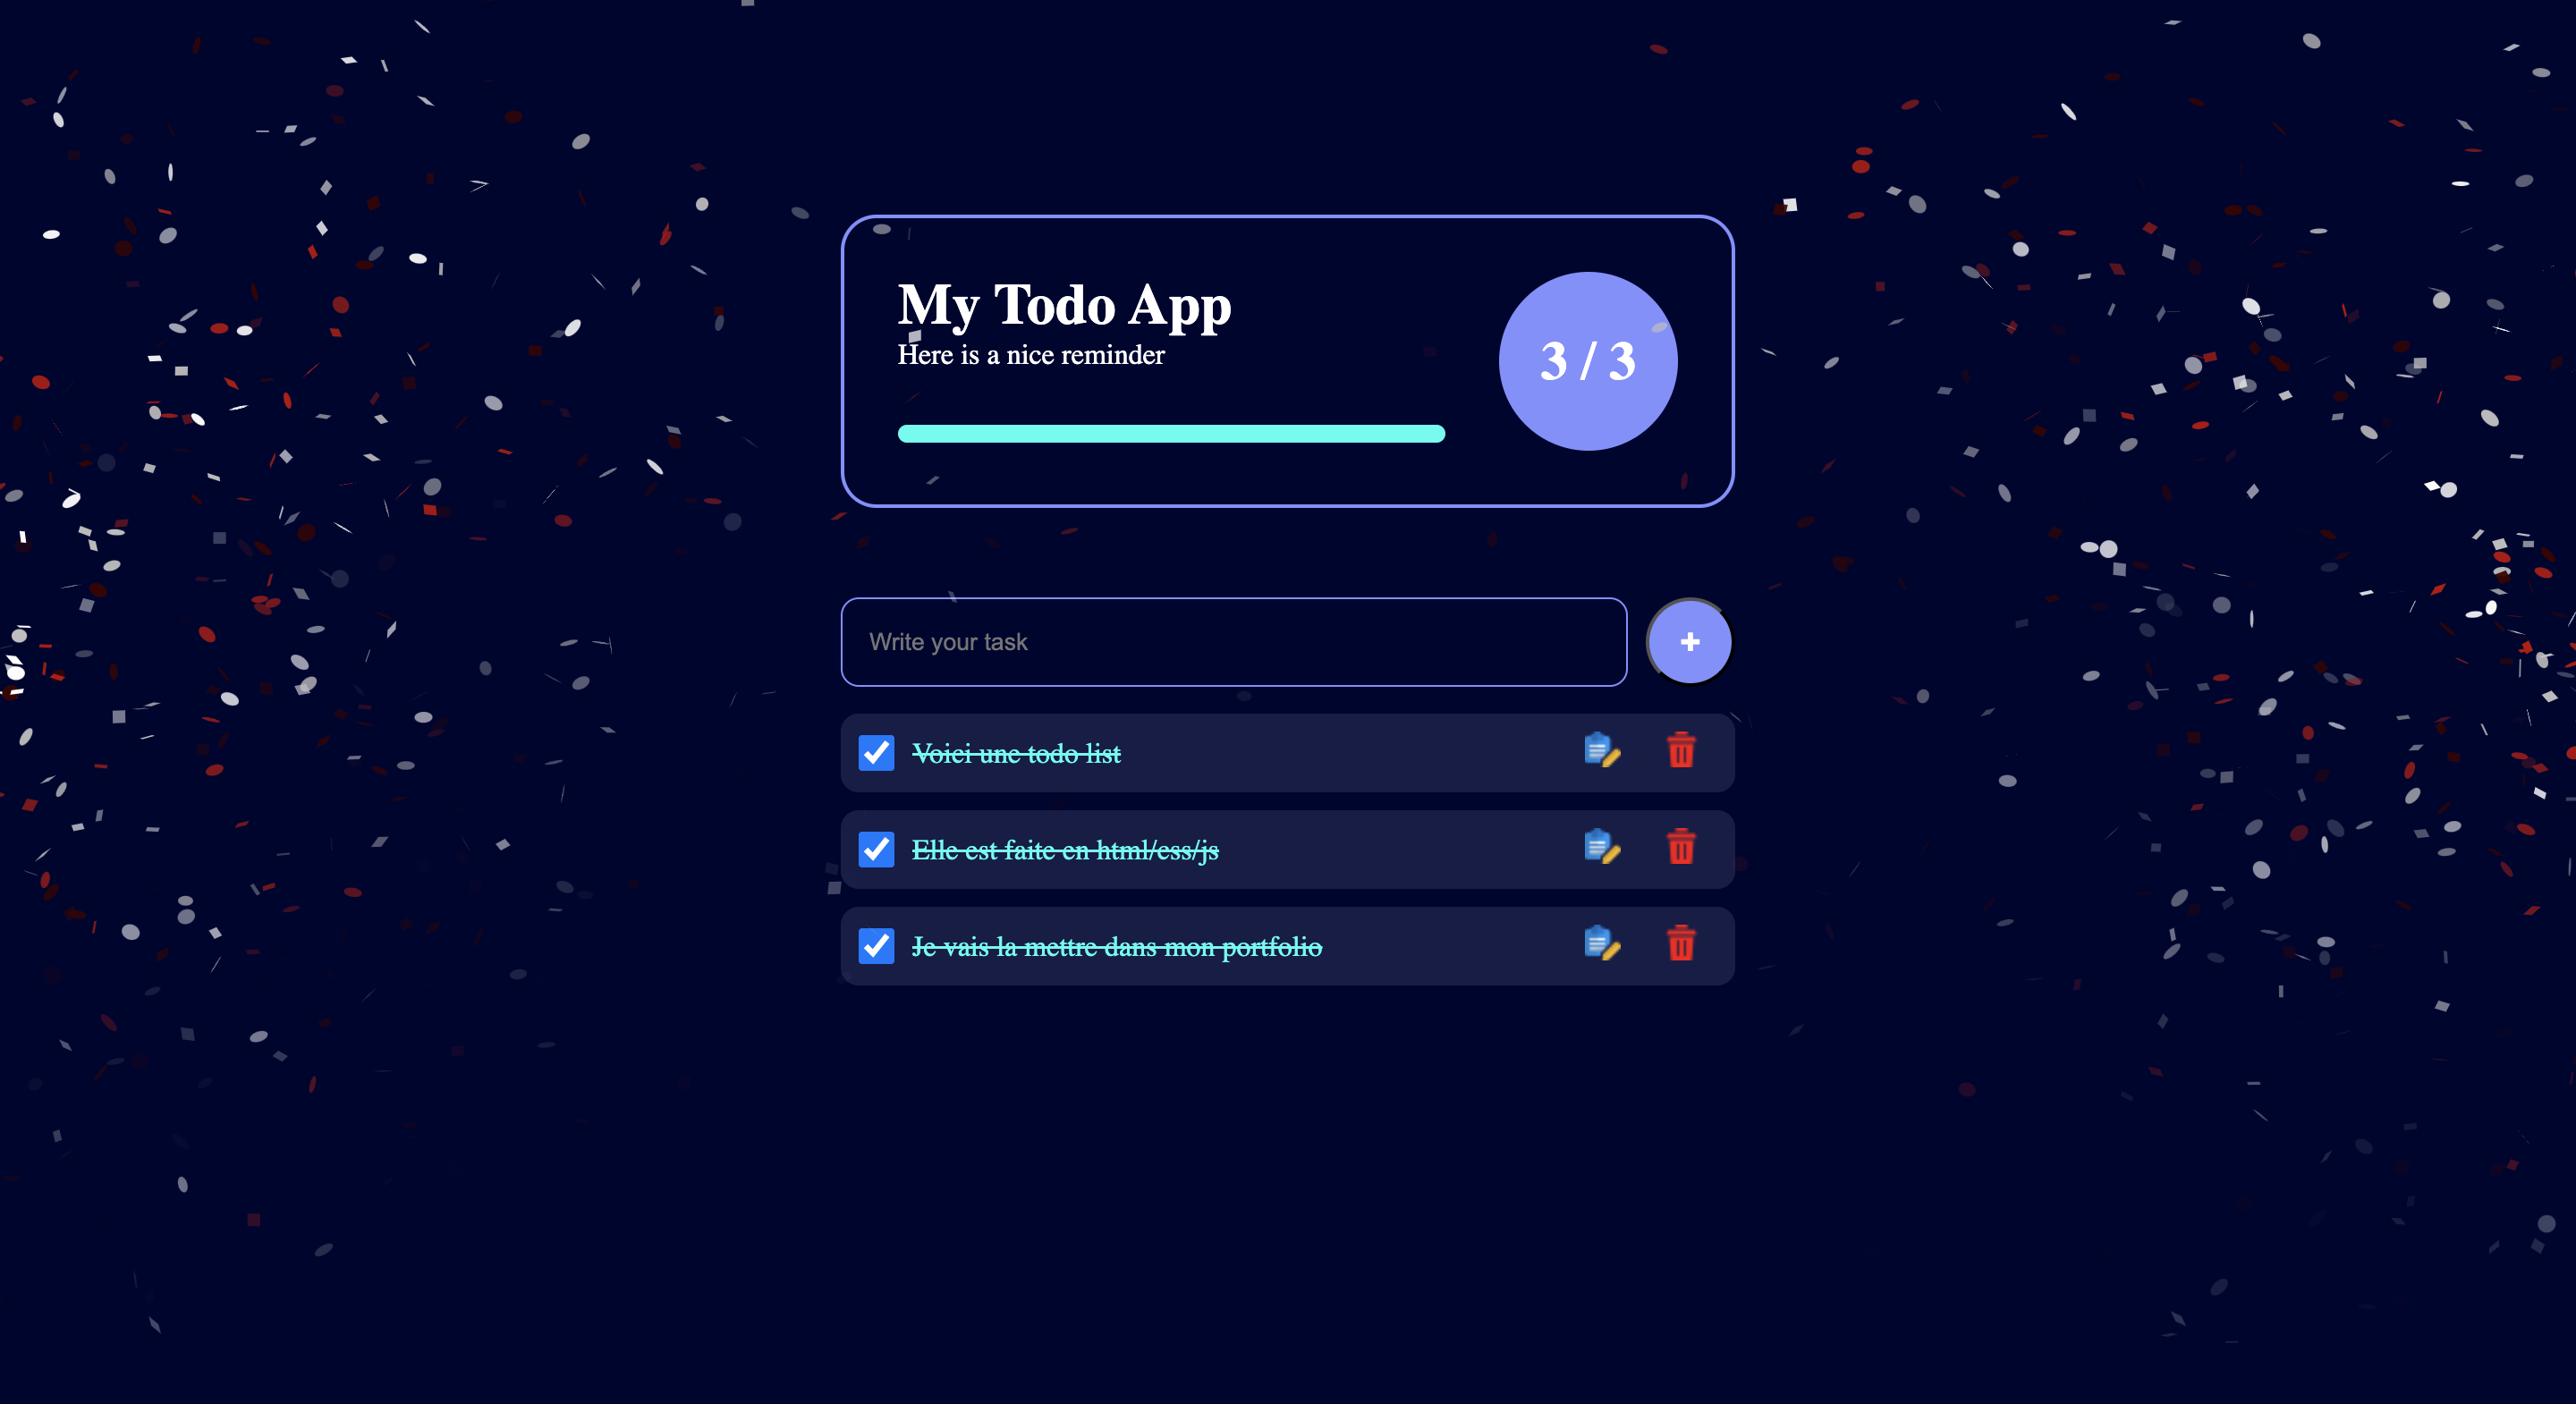 My Todo App
Here is a nice reminder
3 / 3
Write your task
+
Voici une todo list
Elle est faite en html/css/js
Je vais la mettre dans mon portfolio